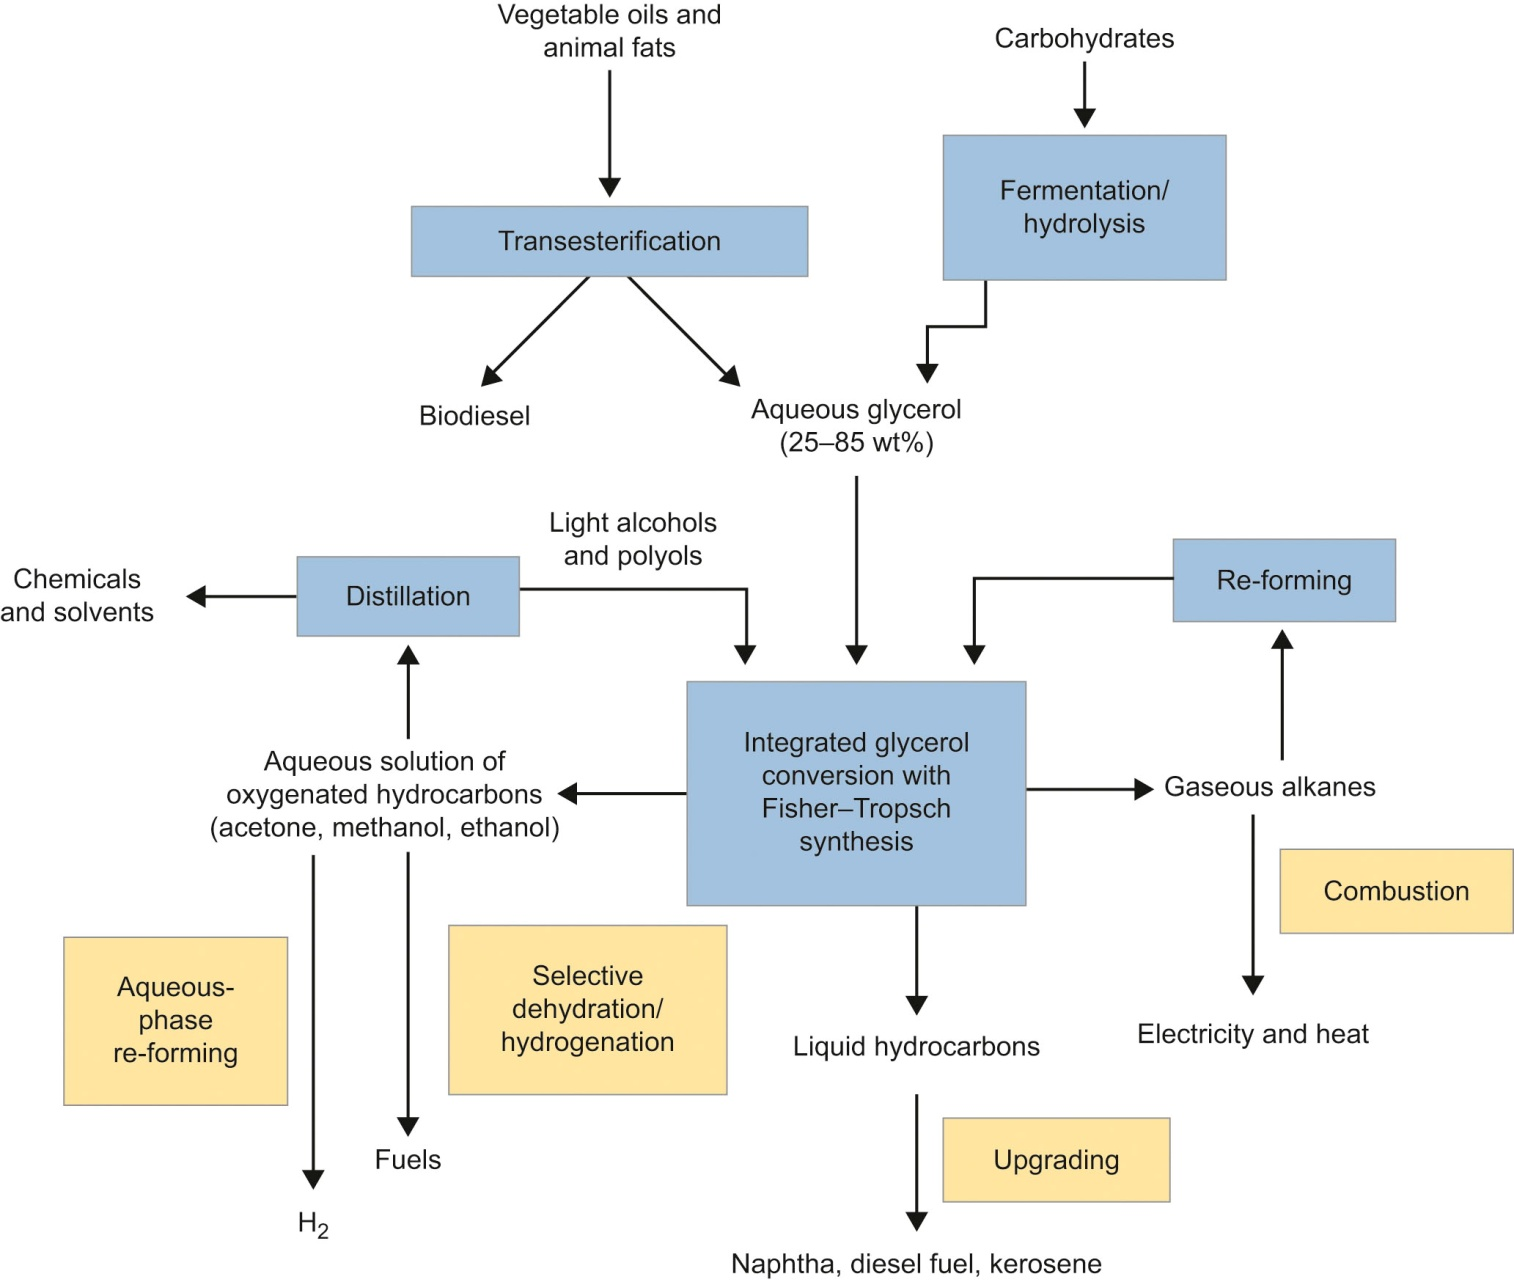 Vegetable oils and
animal fats
Carbohydrates
Fermentation/
hydrolysis
Transesterification
Biodiesel
Aqueous glycerol
(25–85 wt%)
Light alcohols
and polyols
Chemicals
and solvents
Distillation
Re-forming
Integrated glycerol
conversion with
Fisher–Tropsch
synthesis
Aqueous solution of
oxygenated hydrocarbons
(acetone, methanol, ethanol)
Gaseous alkanes
Combustion
Aqueous-
phase
re-forming
Selective
dehydration/
hydrogenation
Liquid hydrocarbons
Electricity and heat
Upgrading
Fuels
H₂
Naphtha, diesel fuel, kerosene